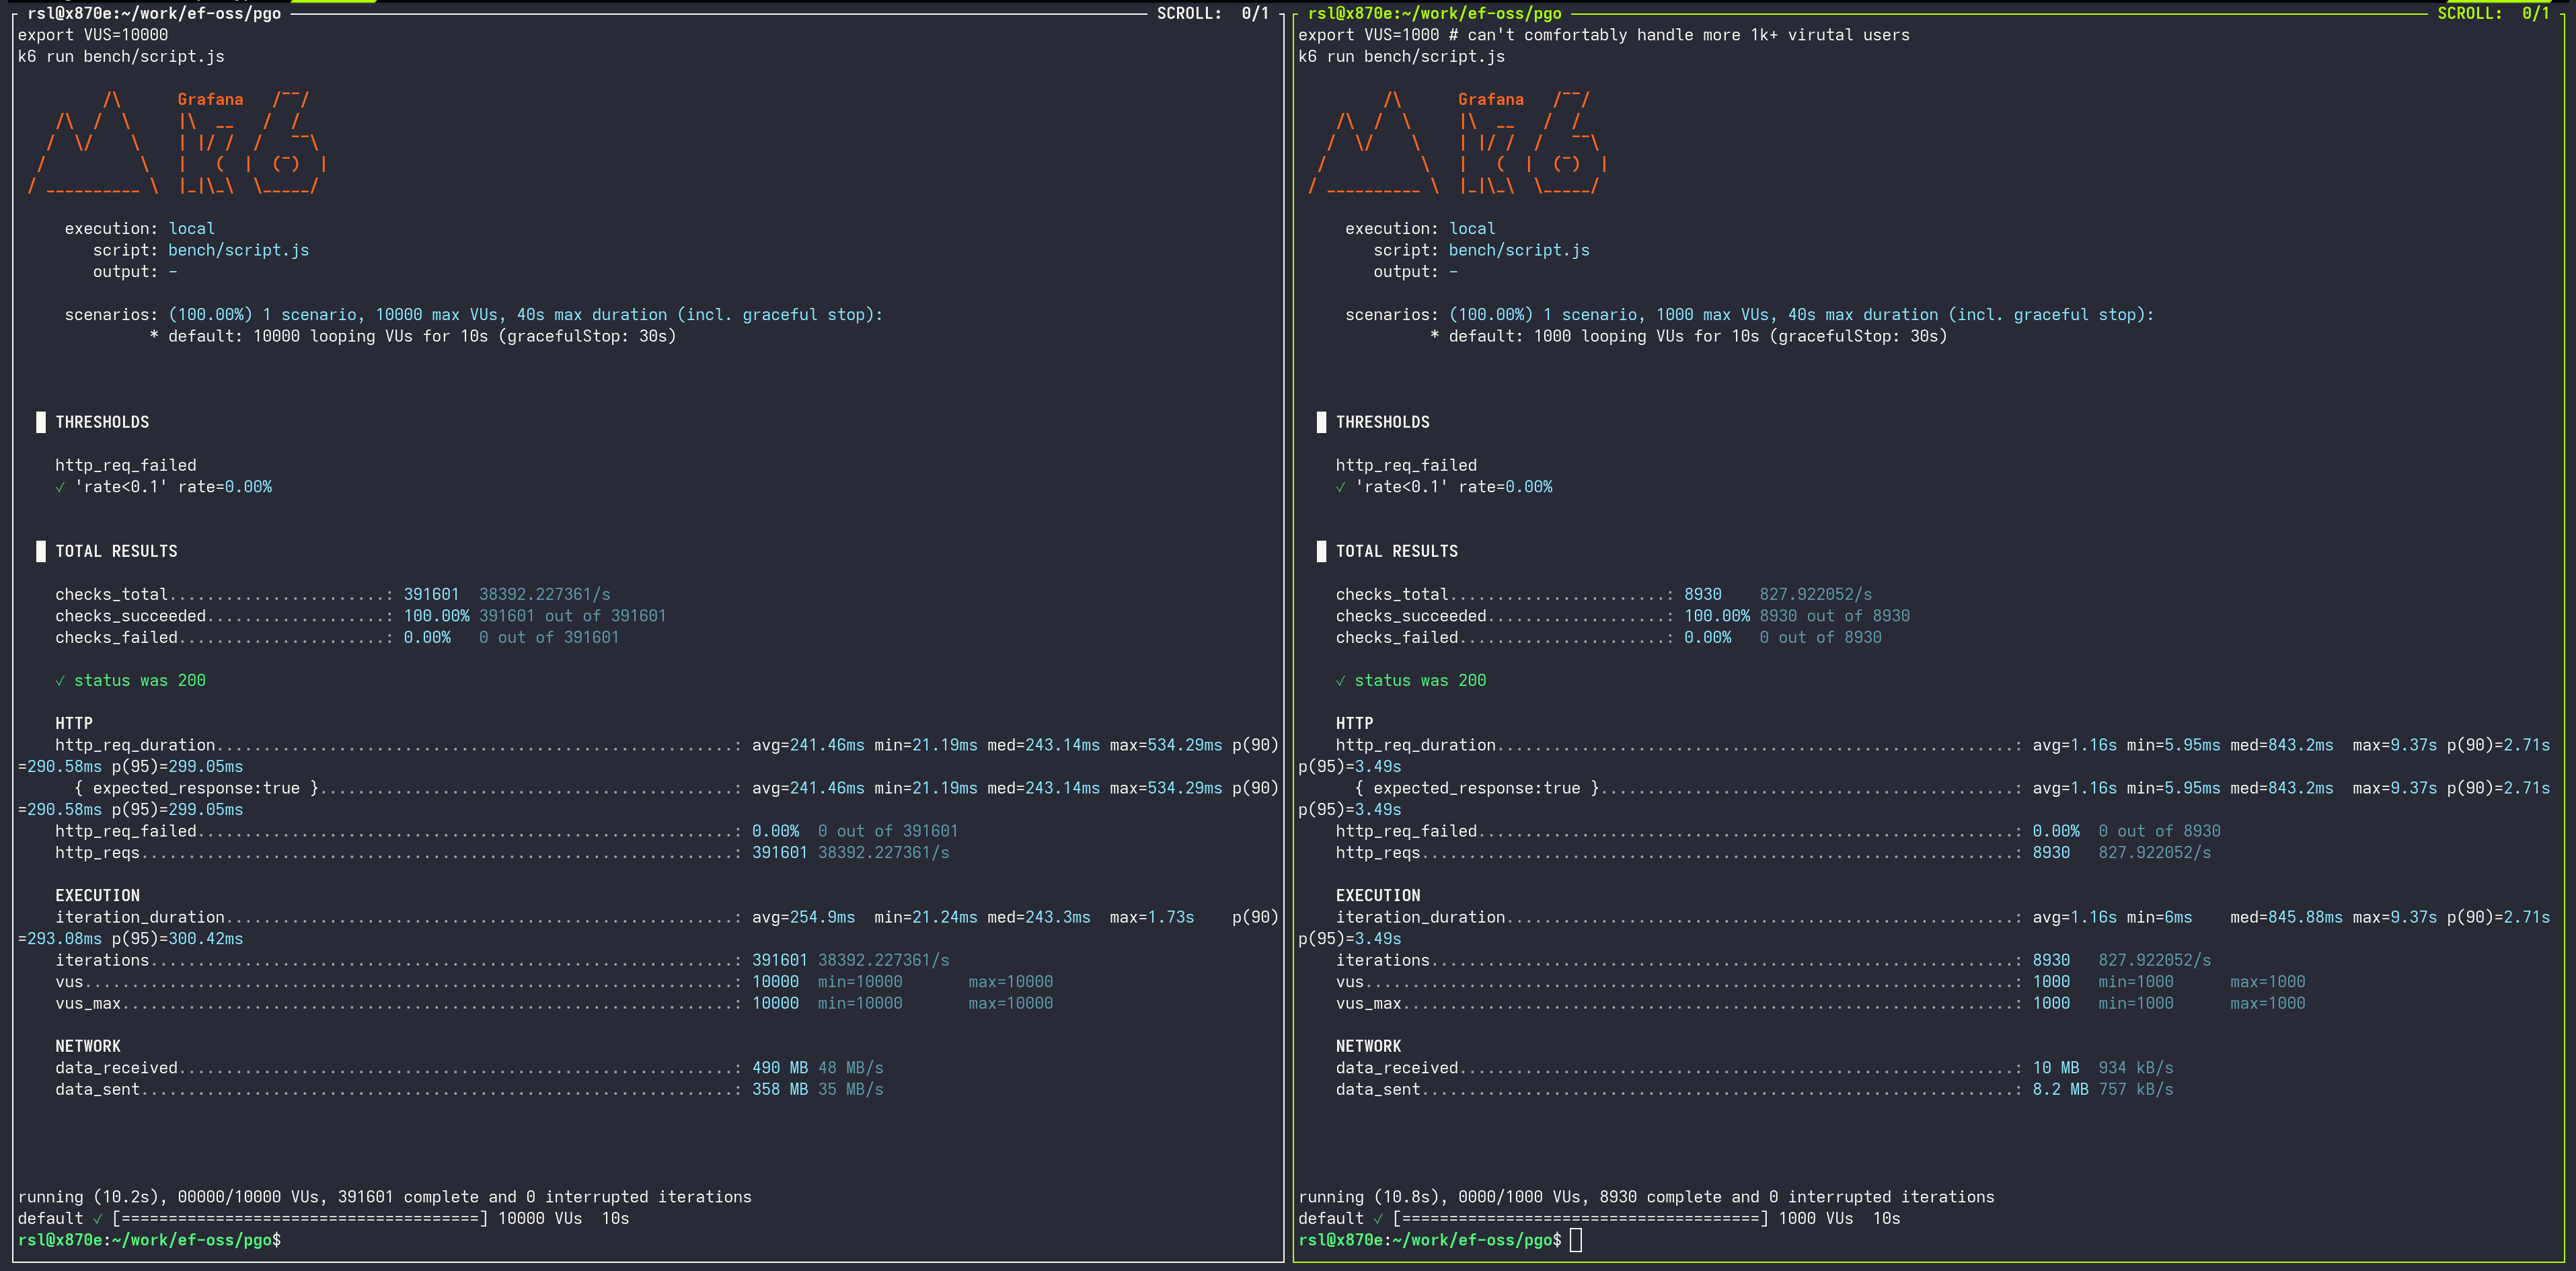 rsl@x870e:~/work/ef-oss/pgo
SCROLL:  0/1
export VUS=10000
k6 run bench/script.js
Grafana
execution: local
script: bench/script.js
output: -
scenarios: (100.00%) 1 scenario, 10000 max VUs, 40s max duration (incl. graceful stop):
* default: 10000 looping VUs for 10s (gracefulStop: 30s)
THRESHOLDS
http_req_failed
✓ 'rate<0.1' rate=0.00%
TOTAL RESULTS
checks_total.......................: 391601  38392.227361/s
checks_succeeded...................: 100.00% 391601 out of 391601
checks_failed......................: 0.00%   0 out of 391601
✓ status was 200
HTTP
http_req_duration.......................................................: avg=241.46ms min=21.19ms med=243.14ms max=534.29ms p(90)
=290.58ms p(95)=299.05ms
{ expected_response:true }............................................: avg=241.46ms min=21.19ms med=243.14ms max=534.29ms p(90)
=290.58ms p(95)=299.05ms
http_req_failed.........................................................: 0.00%  0 out of 391601
http_reqs...............................................................: 391601 38392.227361/s
EXECUTION
iteration_duration......................................................: avg=254.9ms  min=21.24ms med=243.3ms  max=1.73s    p(90)
=293.08ms p(95)=300.42ms
iterations..............................................................: 391601 38392.227361/s
vus.....................................................................: 10000  min=10000       max=10000
vus_max.................................................................: 10000  min=10000       max=10000
NETWORK
data_received...........................................................: 490 MB 48 MB/s
data_sent...............................................................: 358 MB 35 MB/s
running (10.2s), 00000/10000 VUs, 391601 complete and 0 interrupted iterations
default ✓ [======================================] 10000 VUs  10s
rsl@x870e:~/work/ef-oss/pgo$
rsl@x870e:~/work/ef-oss/pgo
SCROLL:  0/1
export VUS=1000 # can't comfortably handle more 1k+ virutal users
k6 run bench/script.js
Grafana
execution: local
script: bench/script.js
output: -
scenarios: (100.00%) 1 scenario, 1000 max VUs, 40s max duration (incl. graceful stop):
* default: 1000 looping VUs for 10s (gracefulStop: 30s)
THRESHOLDS
http_req_failed
✓ 'rate<0.1' rate=0.00%
TOTAL RESULTS
checks_total.......................: 8930    827.922052/s
checks_succeeded...................: 100.00% 8930 out of 8930
checks_failed......................: 0.00%   0 out of 8930
✓ status was 200
HTTP
http_req_duration.......................................................: avg=1.16s min=5.95ms med=843.2ms  max=9.37s p(90)=2.71s
p(95)=3.49s
{ expected_response:true }............................................: avg=1.16s min=5.95ms med=843.2ms  max=9.37s p(90)=2.71s
p(95)=3.49s
http_req_failed.........................................................: 0.00%  0 out of 8930
http_reqs...............................................................: 8930   827.922052/s
EXECUTION
iteration_duration......................................................: avg=1.16s min=6ms    med=845.88ms max=9.37s p(90)=2.71s
p(95)=3.49s
iterations..............................................................: 8930   827.922052/s
vus.....................................................................: 1000   min=1000      max=1000
vus_max.................................................................: 1000   min=1000      max=1000
NETWORK
data_received...........................................................: 10 MB  934 kB/s
data_sent...............................................................: 8.2 MB 757 kB/s
running (10.8s), 0000/1000 VUs, 8930 complete and 0 interrupted iterations
default ✓ [======================================] 1000 VUs  10s
rsl@x870e:~/work/ef-oss/pgo$